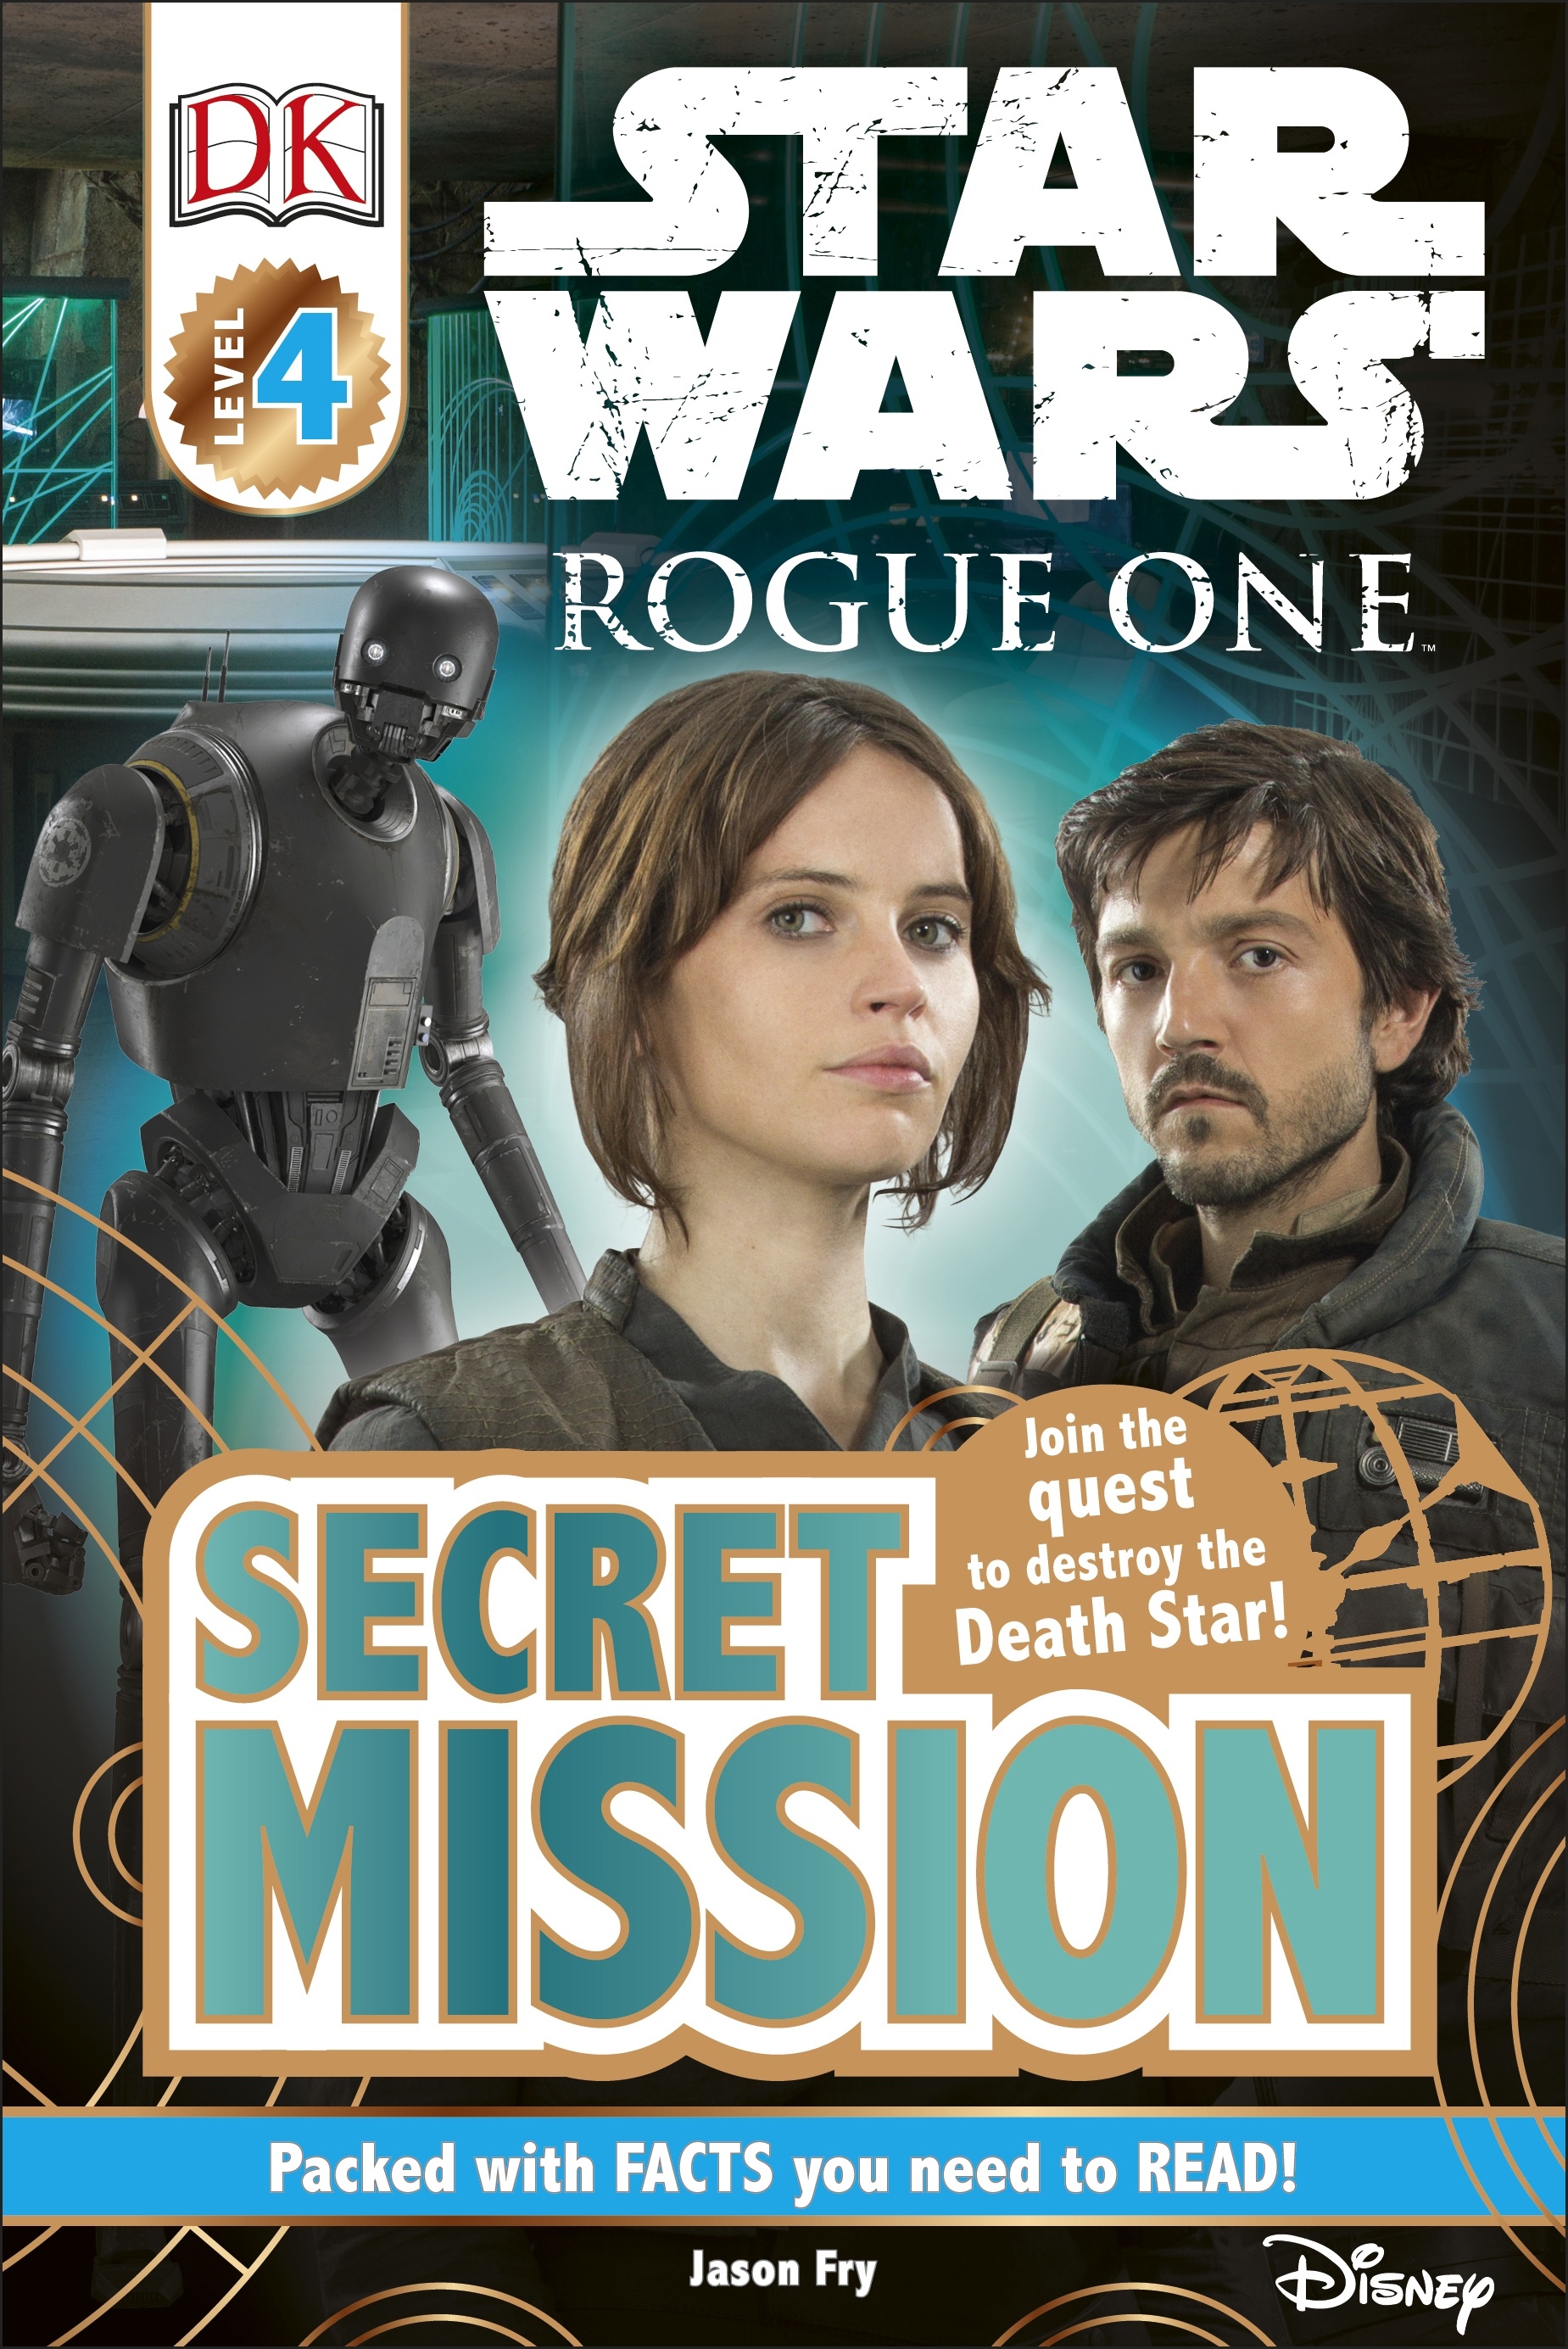 DK
LEVEL 4
STAR
WARS
ROGUE ONE™
Join the
quest
to destroy the
Death Star!
SECRET
MISSION
Packed with FACTS you need to READ!
Jason Fry
DISNEY